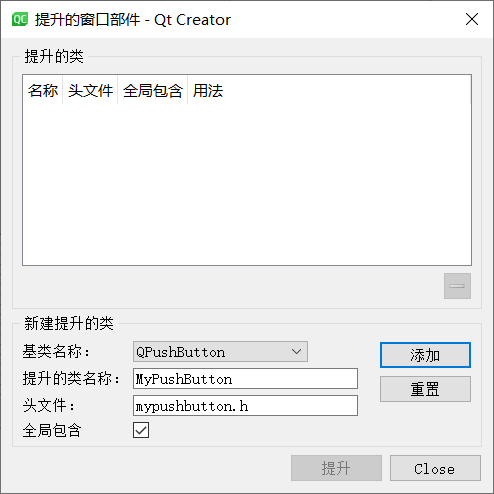 QC 提升的窗口部件 - Qt Creator
提升的类
名称 头文件 全局包含 用法
新建提升的类
基类名称: QPushButton
添加
提升的类名称: MyPushButton
重置
头文件: mypushbutton.h
全局包含
提升 Close